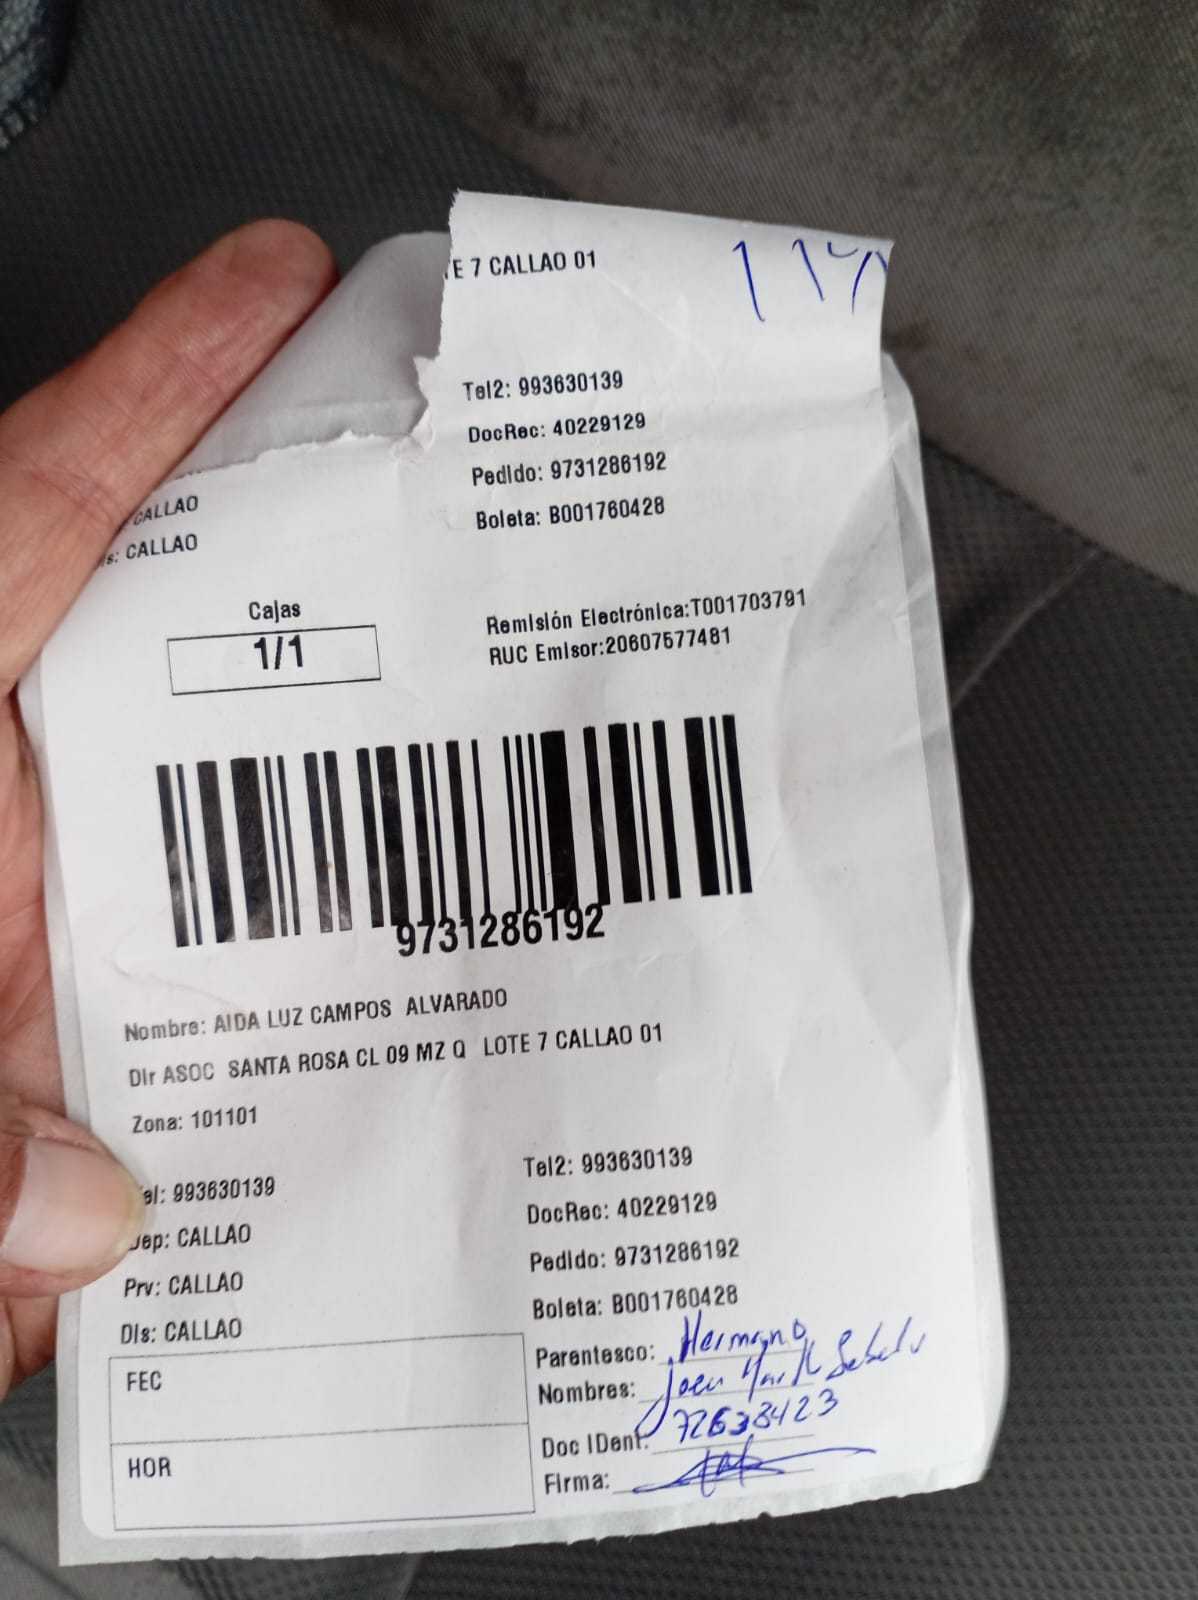 7 CALLAO 01
Tel2: 993630139
DocRec: 40229129
Pedido: 9731286192
Boleta: B001760428
CALLAO
CALLAO
Cajas
1/1
Remisión Electrónica:T001703791
RUC Emisor:20607577481
9731286192
Nombre: AIDA LUZ CAMPOS ALVARADO
Dir ASOC SANTA ROSA CL 09 MZ Q LOTE 7 CALLAO 01
Zona: 101101
993630139
Tel2: 993630139
CALLAO
DocRec: 40229129
Prv: CALLAO
Pedido: 9731286192
Dis: CALLAO
Boleta: B001760428
FEC
Parentesco: Hermano
Nombres:
HOR
Doc IDent: 72638423
Firma: